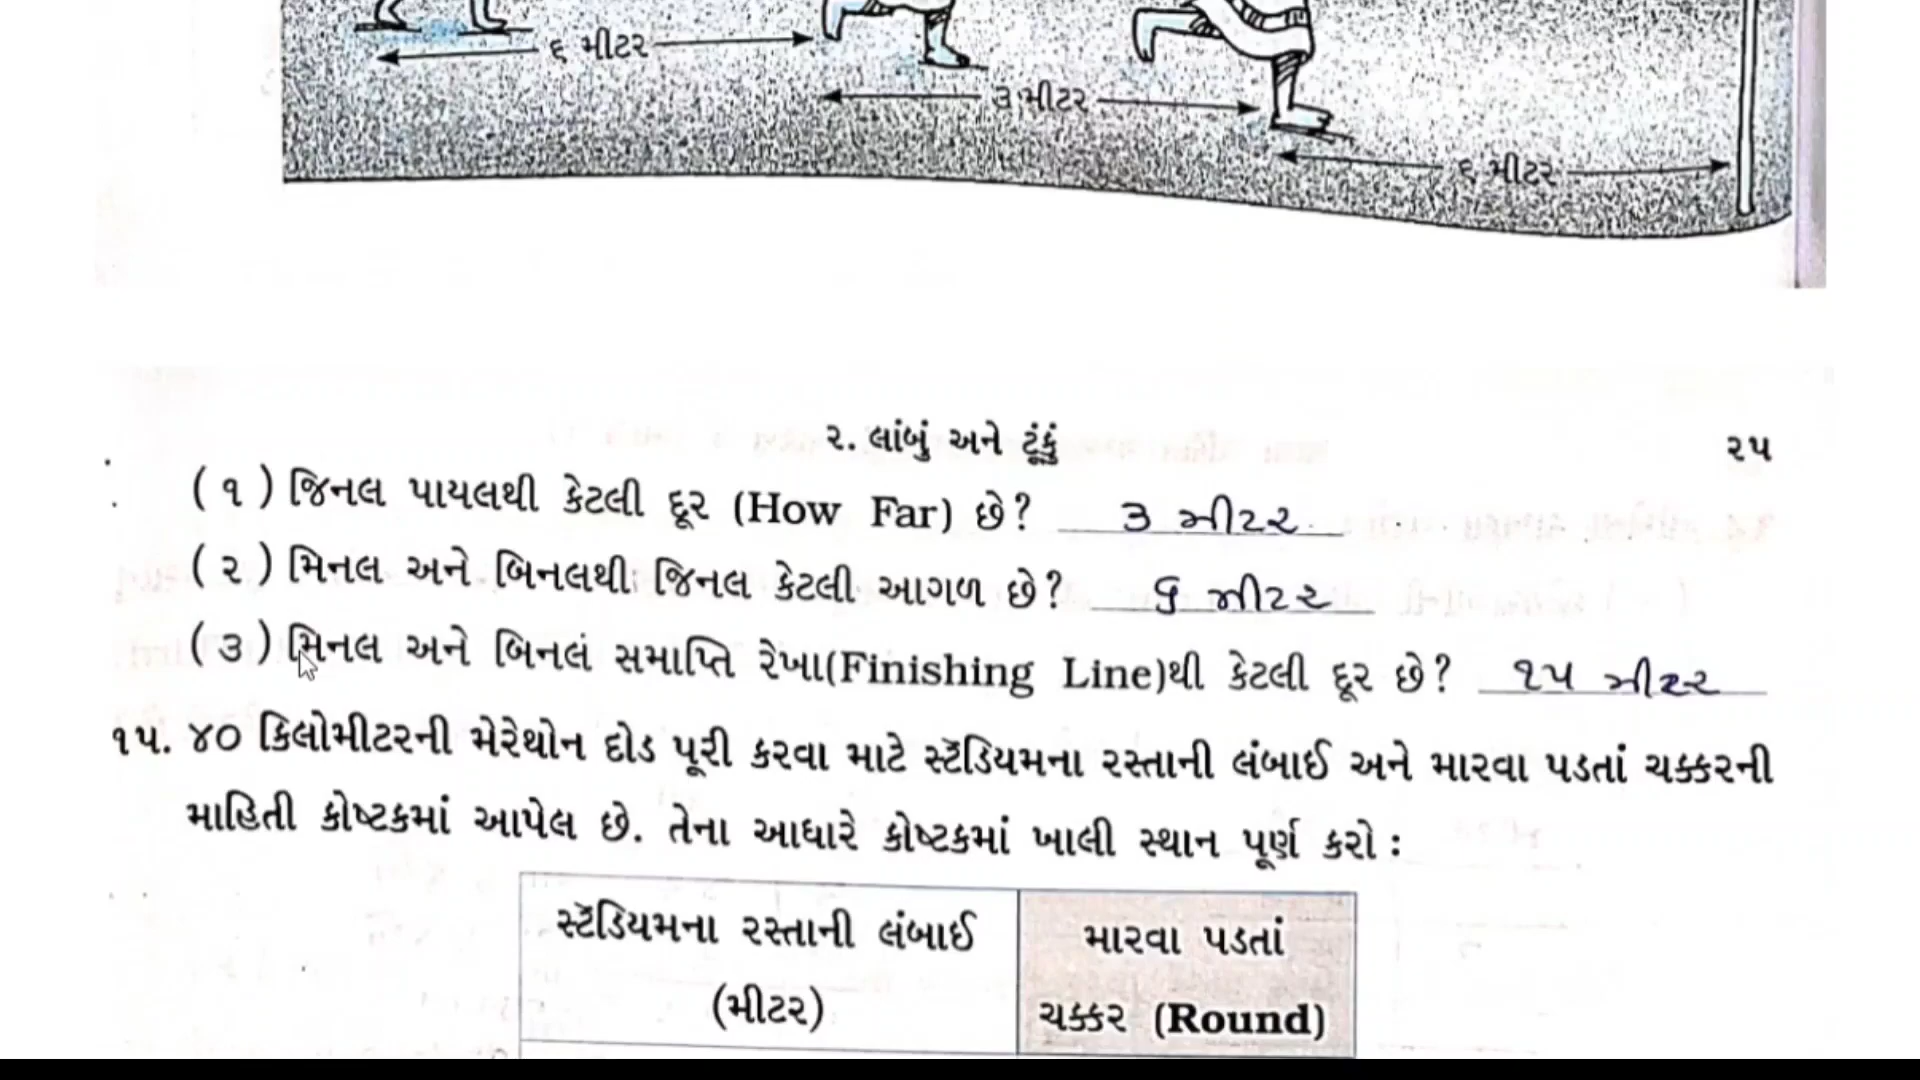 ૬ મીટર
૩ મીટર
૬ મીટર
૨. લાંબું અને ટૂંકું ૨૫
(૧) જિનલ પાયલથી કેટલી દૂર (How Far) છે? ૩ મીટર
(૨) મિનલ અને બિનલથી જિનલ કેટલી આગળ છે? ૬ મીટર
(૩) મિનલ અને બિનલ સમાપ્તિ રેખા(Finishing Line)થી કેટલી દૂર છે? ૧૫ મીટર
૧૫. ૪૦ કિલોમીટરની મેરેથોન દોડ પૂરી કરવા માટે સ્ટેડિયમના રસ્તાની લંબાઈ અને મારવા પડતાં ચક્કરની
માહિતી કોષ્ટકમાં આપેલ છે. તેના આધારે કોષ્ટકમાં ખાલી સ્થાન પૂર્ણ કરો :
સ્ટેડિયમના રસ્તાની લંબાઈ
(મીટર)
મારવા પડતાં
ચક્કર (Round)